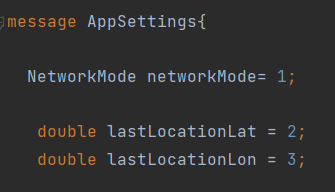 message AppSettings{
NetworkMode networkMode= 1;
double lastLocationLat = 2;
double lastLocationLon = 3;